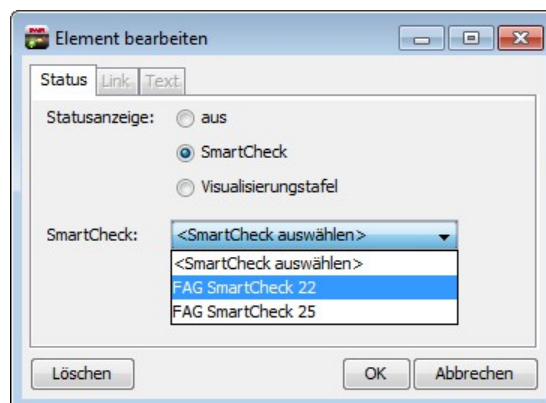 Element bearbeiten
Status Link Text
Statusanzeige: aus
SmartCheck
Visualisierungstafel
SmartCheck: <SmartCheck auswählen>
<SmartCheck auswählen>
FAG SmartCheck 22
FAG SmartCheck 25
Löschen OK Abbrechen